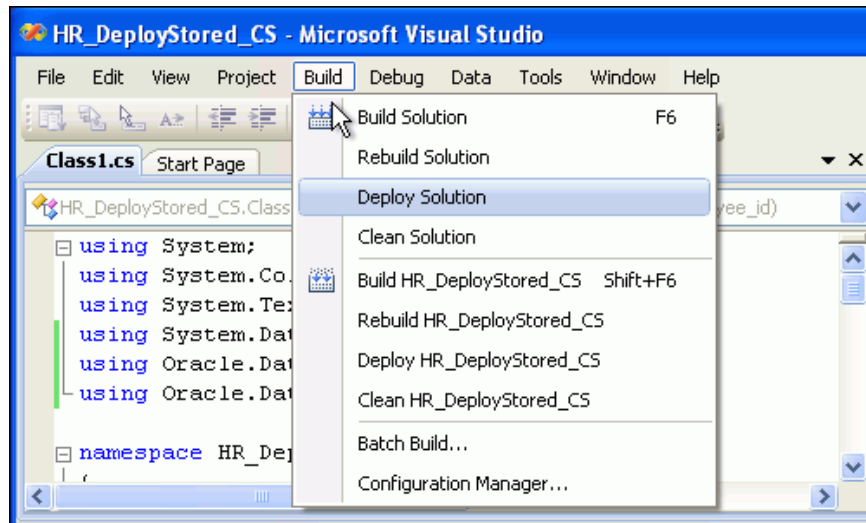 HR_DeployStored_CS - Microsoft Visual Studio
File Edit View Project Build Debug Data Tools Window Help
Build Solution F6
Rebuild Solution
Deploy Solution
Clean Solution
Build HR_DeployStored_CS Shift+F6
Rebuild HR_DeployStored_CS
Deploy HR_DeployStored_CS
Clean HR_DeployStored_CS
Batch Build...
Configuration Manager...
Class1.cs Start Page
HR_DeployStored_CS.Class yee_id)
using System;
using System.Co
using System.Te
using System.Dat
using Oracle.Dat
using Oracle.Dat
namespace HR_Dep